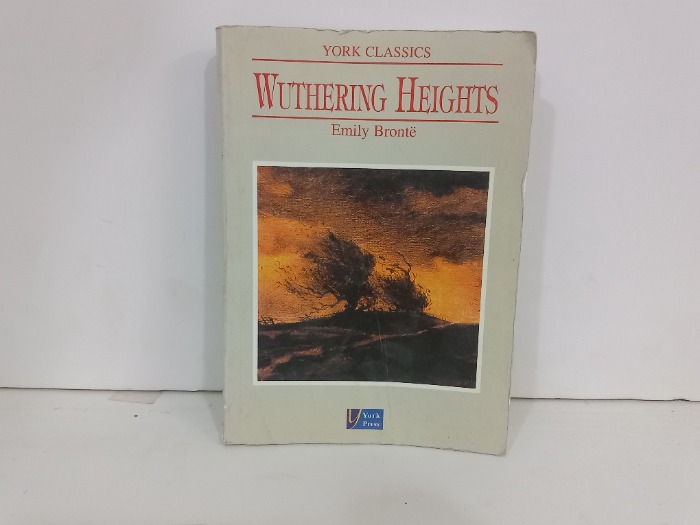 YORK CLASSICS
WUTHERING HEIGHTS
Emily Brontë
York
Press